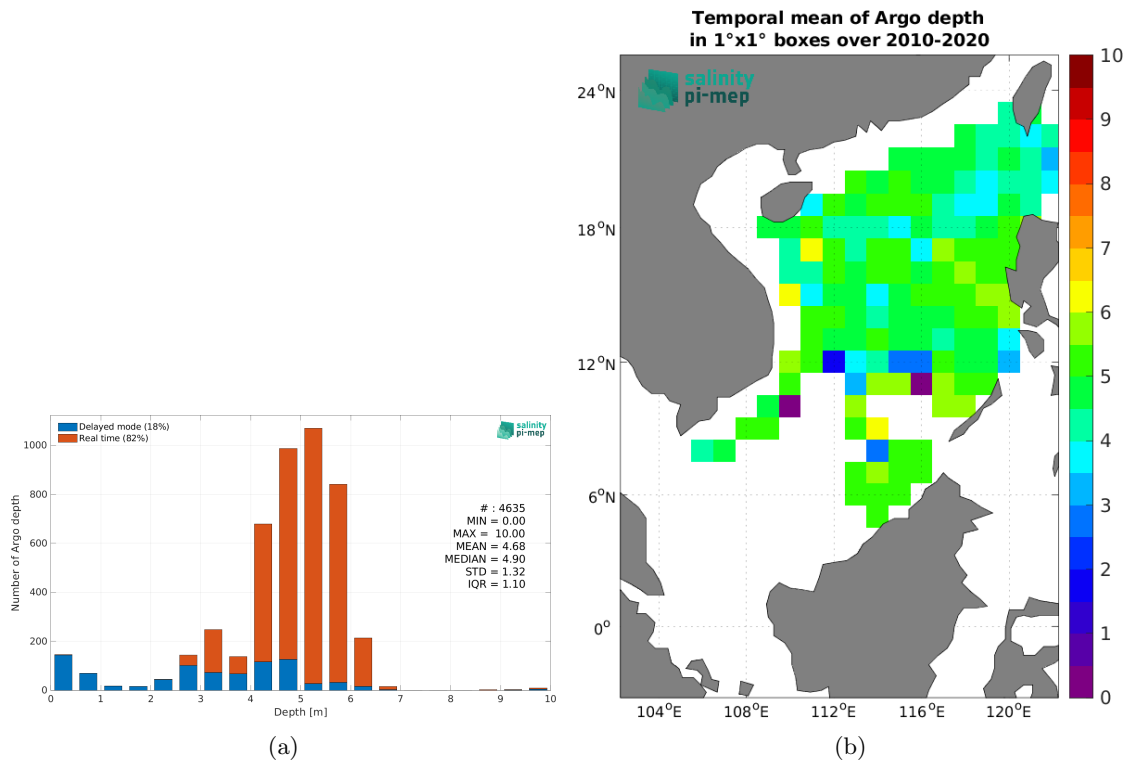 Delayed mode (18%)
Real time (82%)
salinity
pi-mep
1000
800
600
400
200
0
Number of Argo depth
# : 4635
MIN = 0.00
MAX = 10.00
MEAN = 4.68
MEDIAN = 4.90
STD = 1.32
IQR = 1.10
0 1 2 3 4 5 6 7 8 9 10
Depth [m]
(a)
Temporal mean of Argo depth
in 1°x1° boxes over 2010-2020
salinity
pi-mep
24°N
18°N
12°N
6°N
0°
104°E 108°E 112°E 116°E 120°E
10
9
8
7
6
5
4
3
2
1
0
(b)